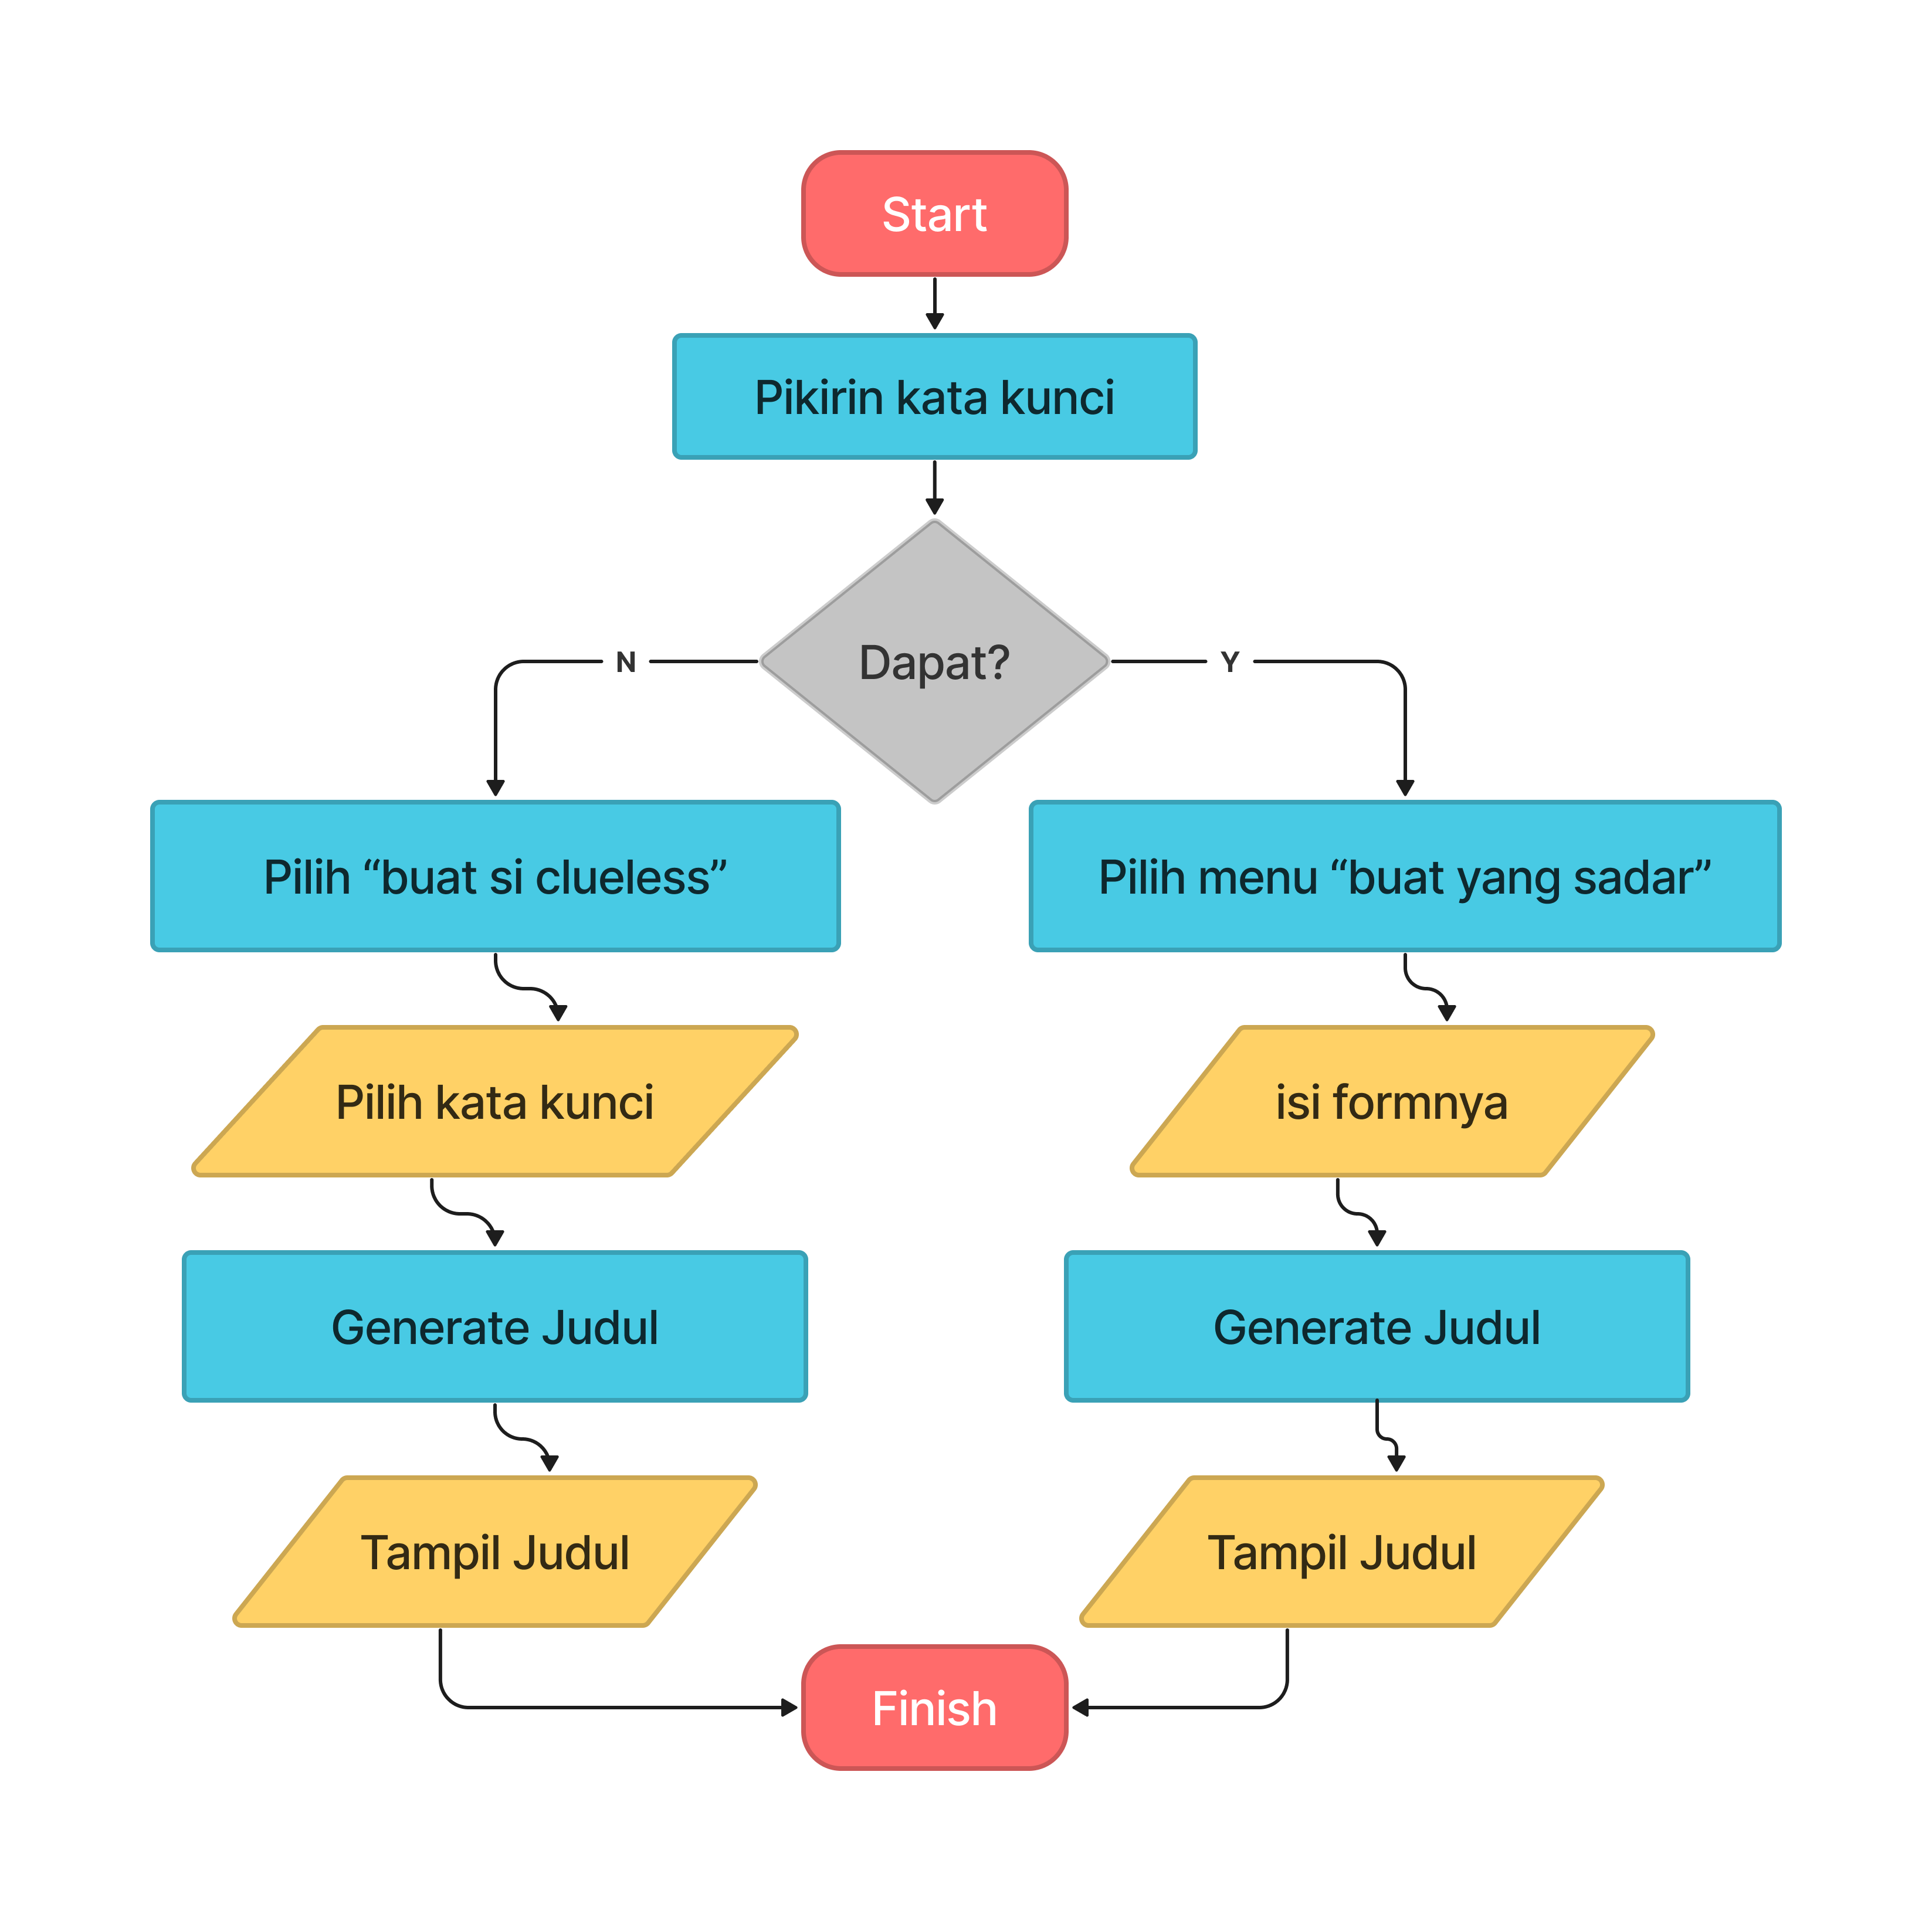 Start
Pikirin kata kunci
Dapat?
N
Y
Pilih “buat si clueless”
Pilih menu “buat yang sadar”
Pilih kata kunci
isi formnya
Generate Judul
Generate Judul
Tampil Judul
Tampil Judul
Finish